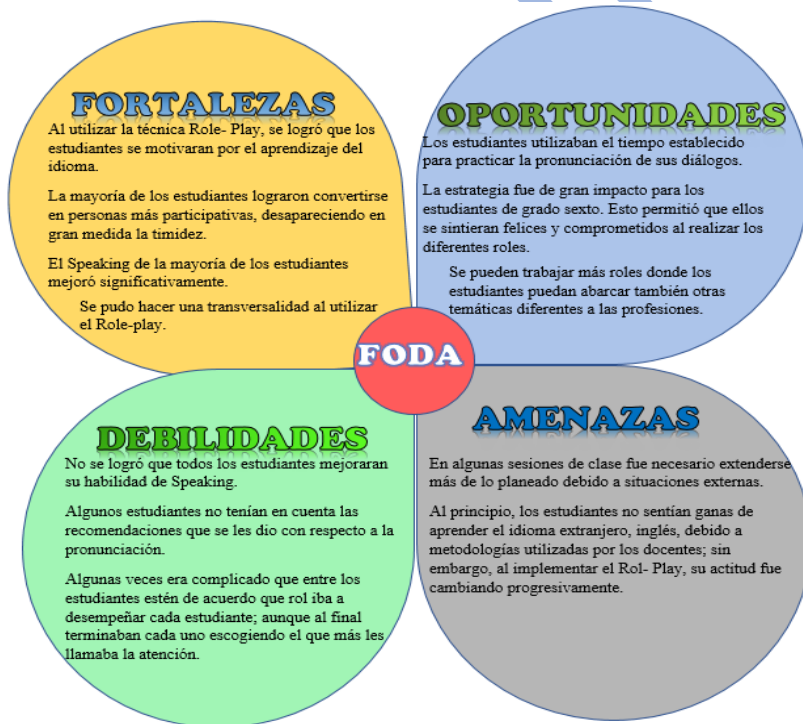 FORTALEZAS
Al utilizar la técnica Role- Play, se logró que los
estudiantes se motivaran por el aprendizaje del
idioma.
La mayoría de los estudiantes lograron convertirse
en personas más participativas, desapareciendo en
gran medida la timidez.
El Speaking de la mayoría de los estudiantes
mejoró significativamente.
Se pudo hacer una transversalidad al utilizar
el Role-play.
OPORTUNIDADES
Los estudiantes utilizaban el tiempo establecido
para practicar la pronunciación de sus diálogos.
La estrategia fue de gran impacto para los
estudiantes de grado sexto. Esto permitió que ellos
se sintieran felices y comprometidos al realizar los
diferentes roles.
Se pueden trabajar más roles donde los
estudiantes puedan abarcar también otras
temáticas diferentes a las profesiones.
FODA
DEBILIDADES
No se logró que todos los estudiantes mejoraran
su habilidad de Speaking.
Algunos estudiantes no tenían en cuenta las
recomendaciones que se les dio con respecto a la
pronunciación.
Algunas veces era complicado que entre los
estudiantes estén de acuerdo que rol iba a
desempeñar cada estudiante; aunque al final
terminaban cada uno escogiendo el que más les
llamaba la atención.
AMENAZAS
En algunas sesiones de clase fue necesario extenderse
más de lo planeado debido a situaciones externas.
Al principio, los estudiantes no sentían ganas de
aprender el idioma extranjero, inglés, debido a
metodologías utilizadas por los docentes; sin
embargo, al implementar el Rol- Play, su actitud fue
cambiando progresivamente.